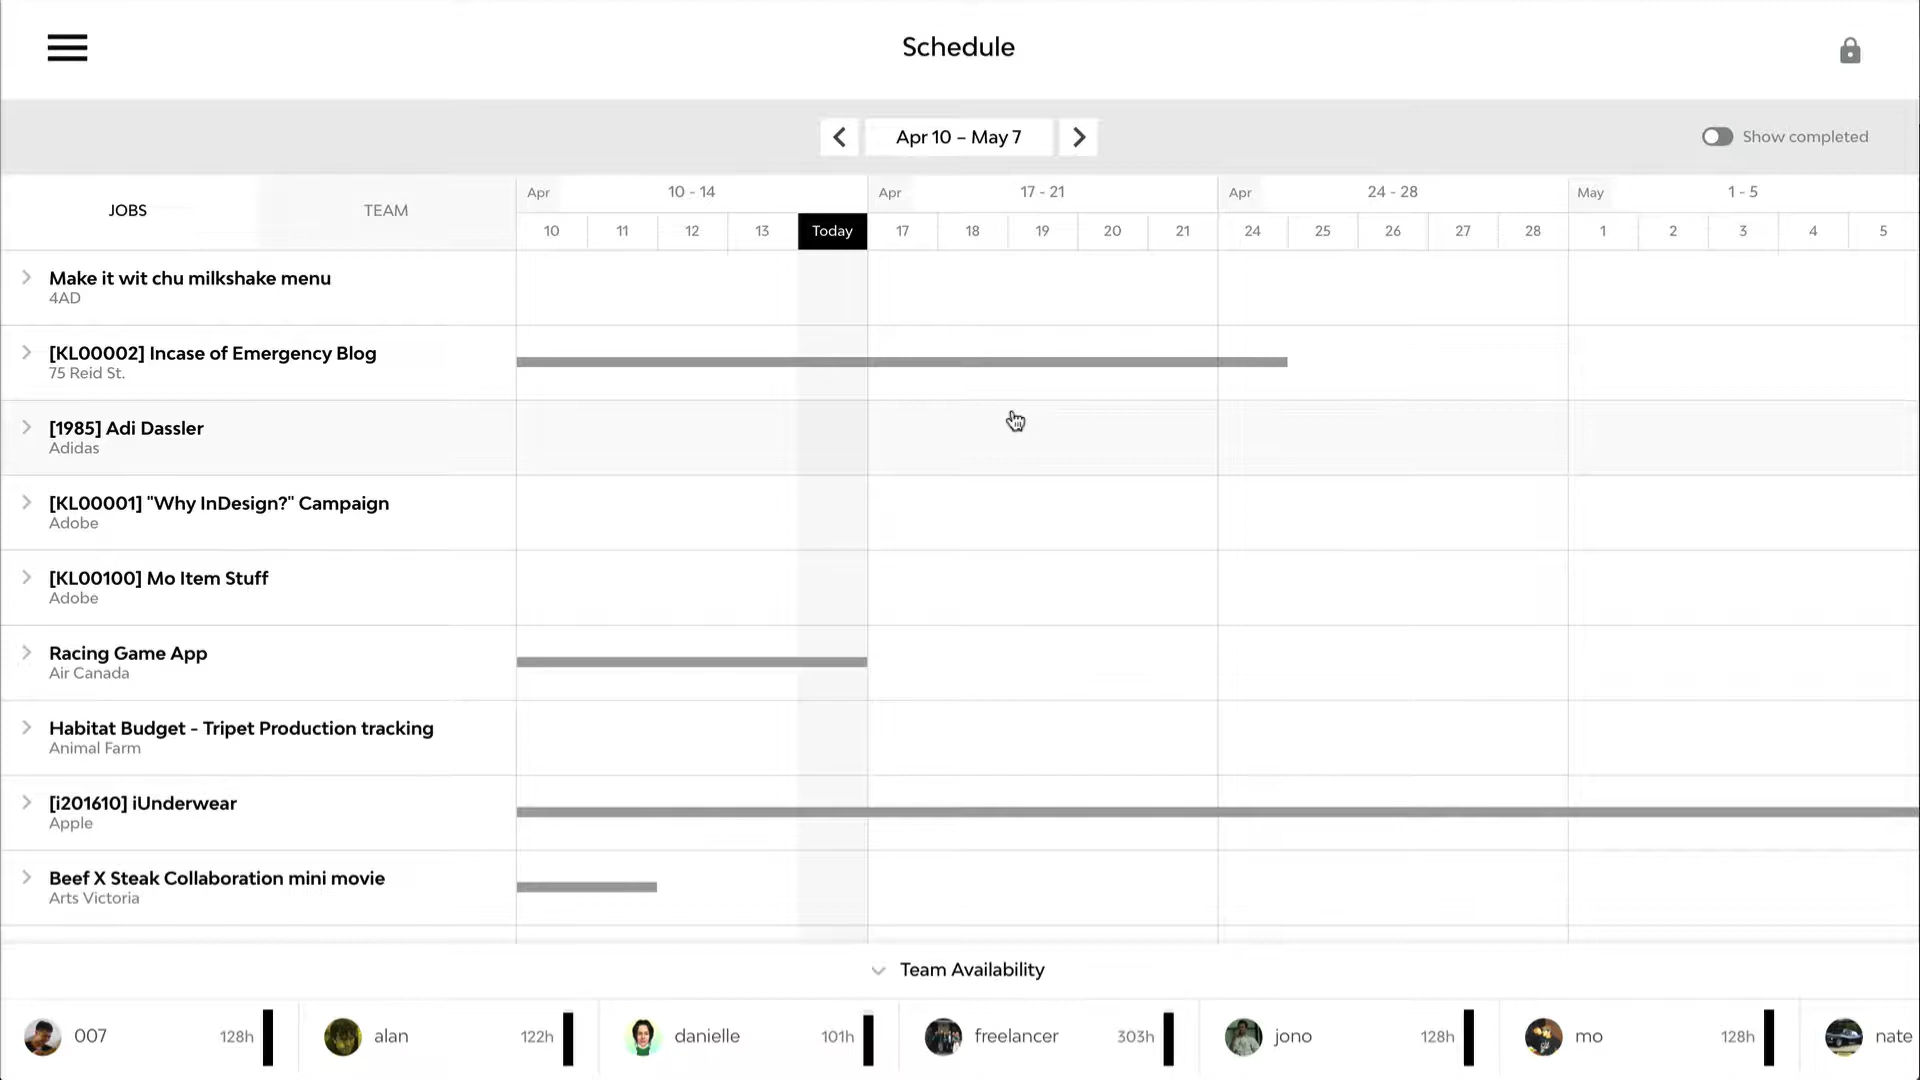 Schedule
Apr 10 – May 7
Show completed
JOBS
TEAM
Apr 10 - 14
Apr 17 - 21
Apr 24 - 28
May 1 - 5
10 11 12 13 Today 17 18 19 20 21 24 25 26 27 28 1 2 3 4 5
Make it wit chu milkshake menu
4AD
[KL00002] Incase of Emergency Blog
75 Reid St.
[1985] Adi Dassler
Adidas
[KL00001] "Why InDesign?" Campaign
Adobe
[KL00100] Mo Item Stuff
Adobe
Racing Game App
Air Canada
Habitat Budget - Tripet Production tracking
Animal Farm
[i201610] iUnderwear
Apple
Beef X Steak Collaboration mini movie
Arts Victoria
Team Availability
007 128h
alan 122h
danielle 101h
freelancer 303h
jono 128h
mo 128h
nate